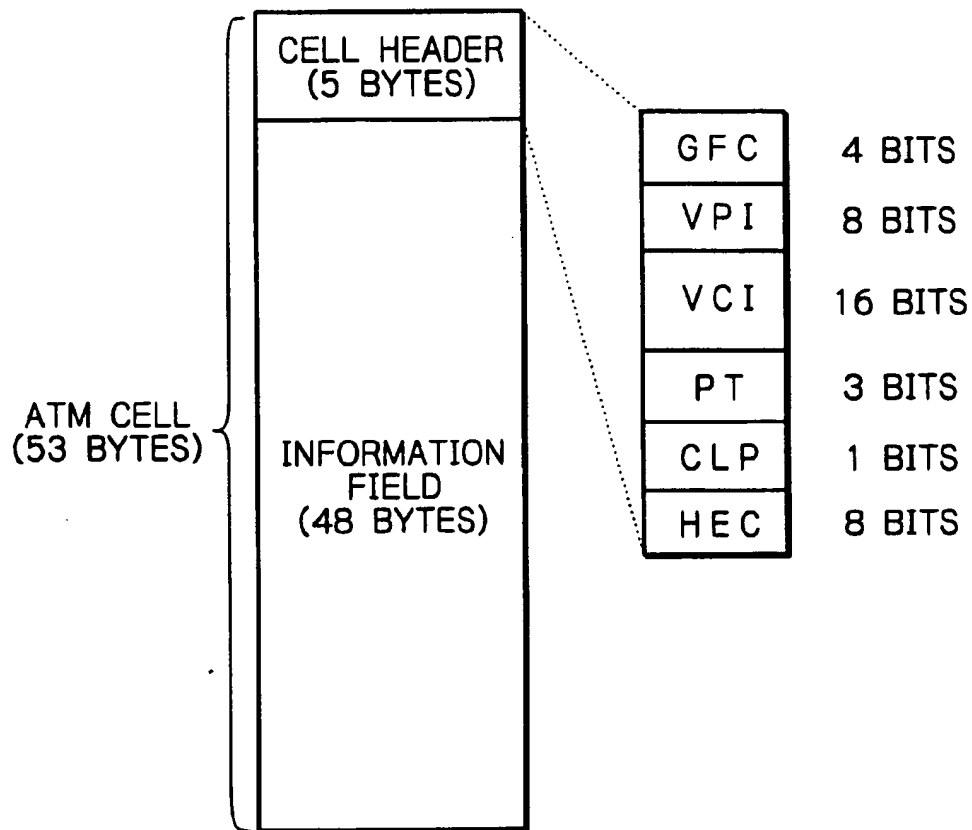 CELL HEADER
(5 BYTES)
GFC 4 BITS
VPI 8 BITS
VCI 16 BITS
PT 3 BITS
CLP 1 BITS
HEC 8 BITS
ATM CELL
(53 BYTES)
INFORMATION
FIELD
(48 BYTES)